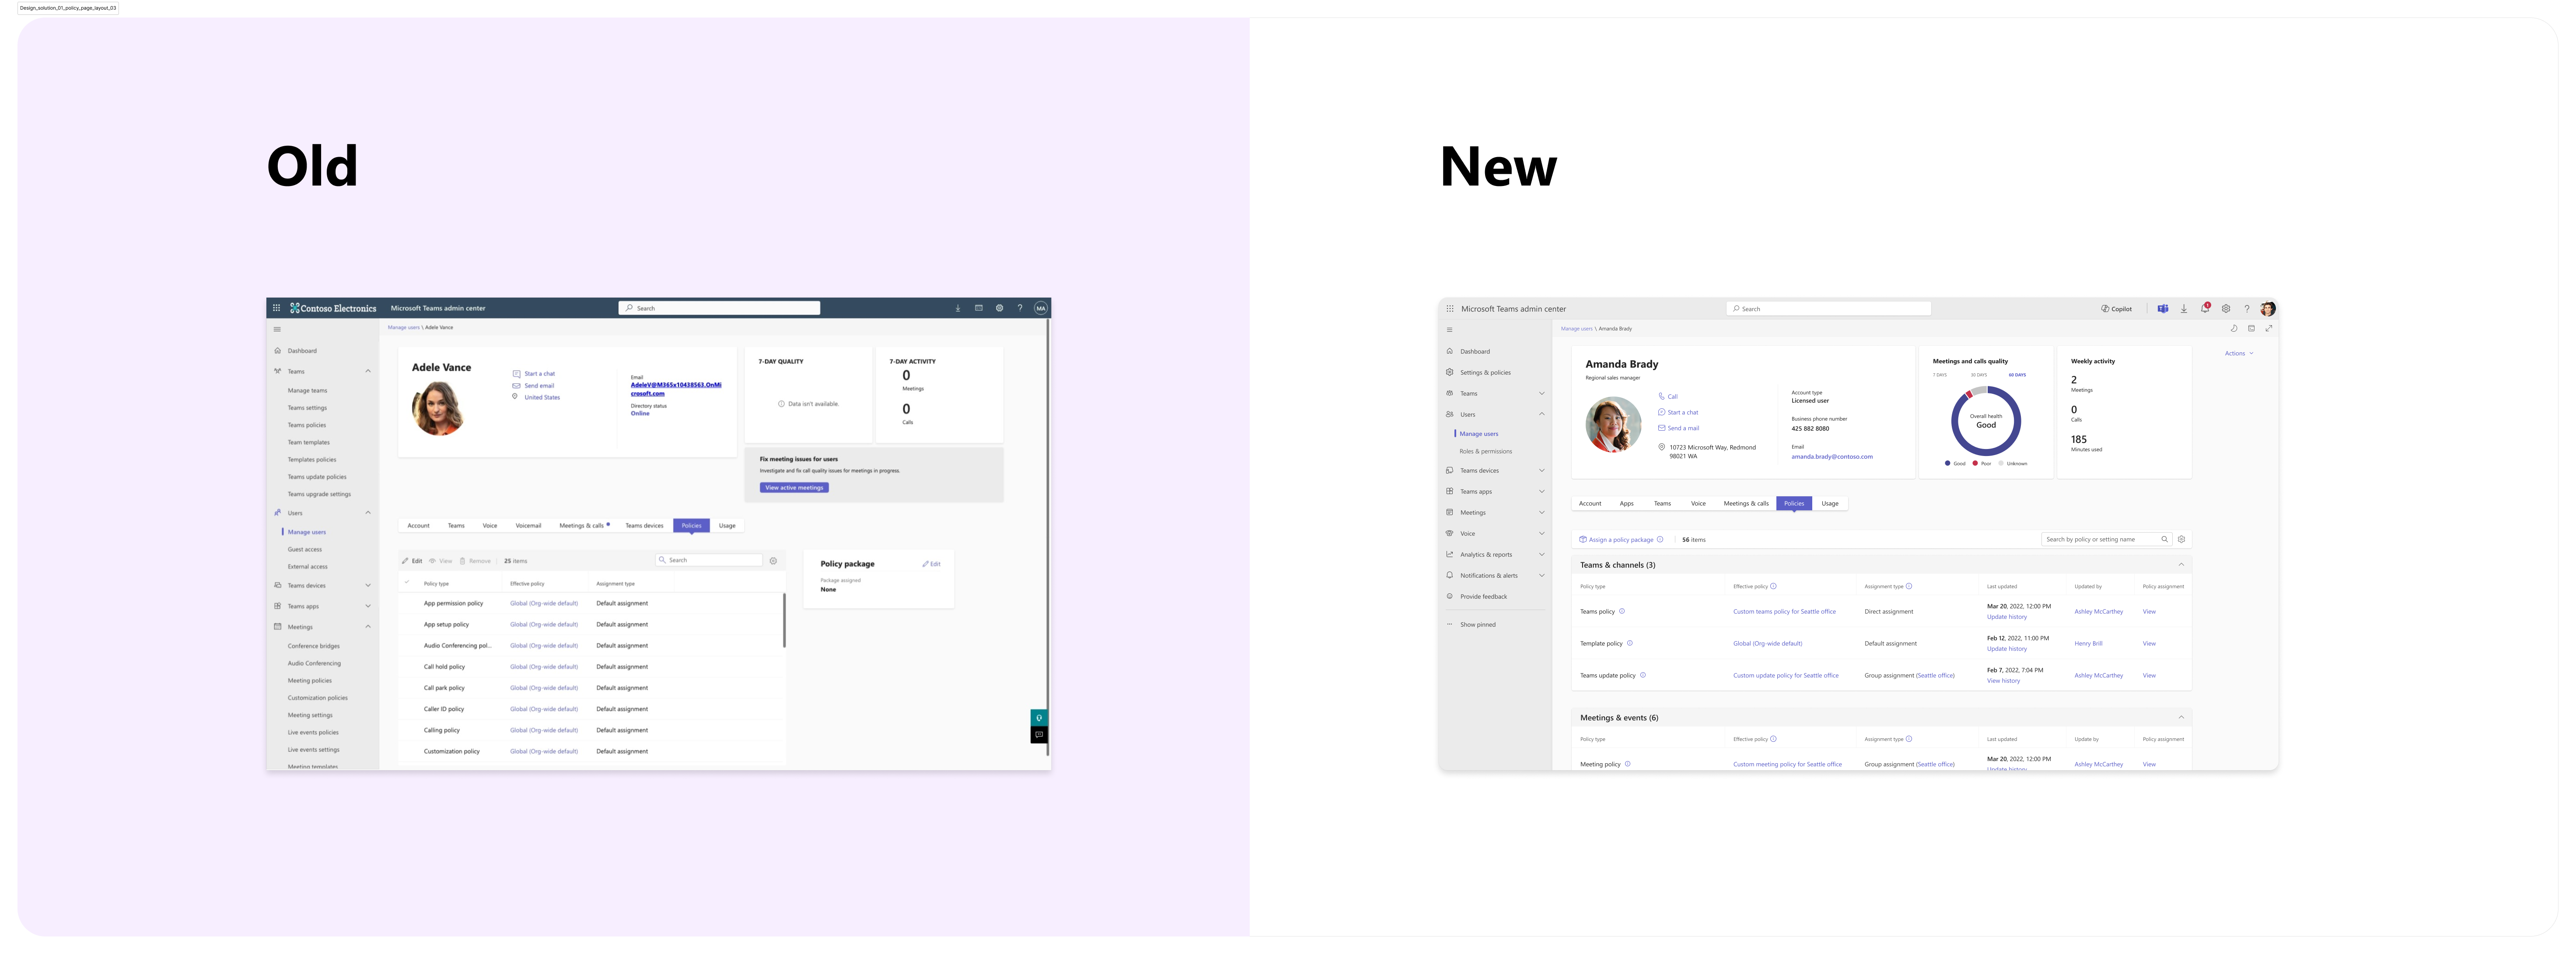 Design_solution_01_policy_page_layout_03
Old
Contoso Electronics
Microsoft Teams admin center
Search
MA
Manage users \ Adele Vance
Dashboard
Teams
Manage teams
Teams settings
Teams policies
Team templates
Templates policies
Teams update policies
Teams upgrade settings
Users
Manage users
Guest access
External access
Teams devices
Teams apps
Meetings
Conference bridges
Audio Conferencing
Meeting policies
Customization policies
Meeting settings
Live events policies
Live events settings
Meeting templates
Adele Vance
Start a chat
Send email
United States
Email
AdeleV@M365x10438563.OnMi
crosoft.com
Directory status
Online
7-DAY QUALITY
Data isn't available.
7-DAY ACTIVITY
0
Meetings
0
Calls
Fix meeting issues for users
Investigate and fix call quality issues for meetings in progress.
View active meetings
Account Teams Voice Voicemail Meetings & calls Teams devices Policies Usage
Edit View Remove 25 items Search
Policy type Effective policy Assignment type
App permission policy Global (Org-wide default) Default assignment
App setup policy Global (Org-wide default) Default assignment
Audio Conferencing pol... Global (Org-wide default) Default assignment
Call hold policy Global (Org-wide default) Default assignment
Call park policy Global (Org-wide default) Default assignment
Caller ID policy Global (Org-wide default) Default assignment
Calling policy Global (Org-wide default) Default assignment
Customization policy Global (Org-wide default) Default assignment
Policy package
Edit
Package assigned
None
New
Microsoft Teams admin center
Search
Copilot
1
?
Manage users \ Amanda Brady
Dashboard
Settings & policies
Teams
Users
Manage users
Roles & permissions
Teams devices
Teams apps
Meetings
Voice
Analytics & reports
Notifications & alerts
Provide feedback
Show pinned
Actions
Amanda Brady
Regional sales manager
Call
Start a chat
Send a mail
10723 Microsoft Way, Redmond
98021 WA
Account type
Licensed user
Business phone number
425 882 8080
Email
amanda.brady@contoso.com
Meetings and calls quality
7 DAYS 30 DAYS 60 DAYS
Overall health
Good
Good Poor Unknown
Weekly activity
2
Meetings
0
Calls
185
Minutes used
Account Apps Teams Voice Meetings & calls Policies Usage
Assign a policy package 56 items Search by policy or setting name
Teams & channels (3)
Policy type Effective policy Assignment type Last updated Updated by Policy assignment
Teams policy Custom teams policy for Seattle office Direct assignment Mar 20, 2022, 12:00 PM Ashley McCarthey View
Update history
Template policy Global (Org-wide default) Default assignment Feb 12, 2022, 11:00 PM Henry Brill View
Update history
Teams update policy Custom update policy for Seattle office Group assignment (Seattle office) Feb 7, 2022, 7:04 PM Ashley McCarthey View
View history
Meetings & events (6)
Policy type Effective policy Assignment type Last updated Update by Policy assignment
Meeting policy Custom meeting policy for Seattle office Group assignment (Seattle office) Mar 20, 2022, 12:00 PM Ashley McCarthey View
Update history